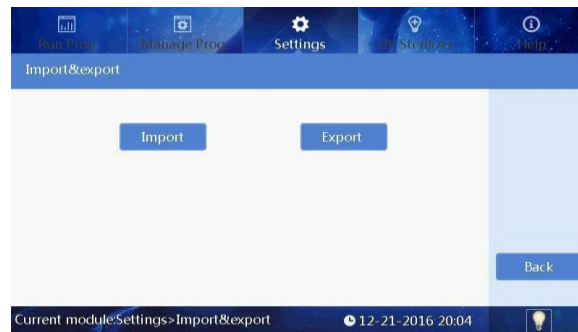 Run Prog
Manage Prog
Settings
UV Sterilizer
Help
Import&export
Import
Export
Back
Current module:Settings>Import&export
12-21-2016 20:04